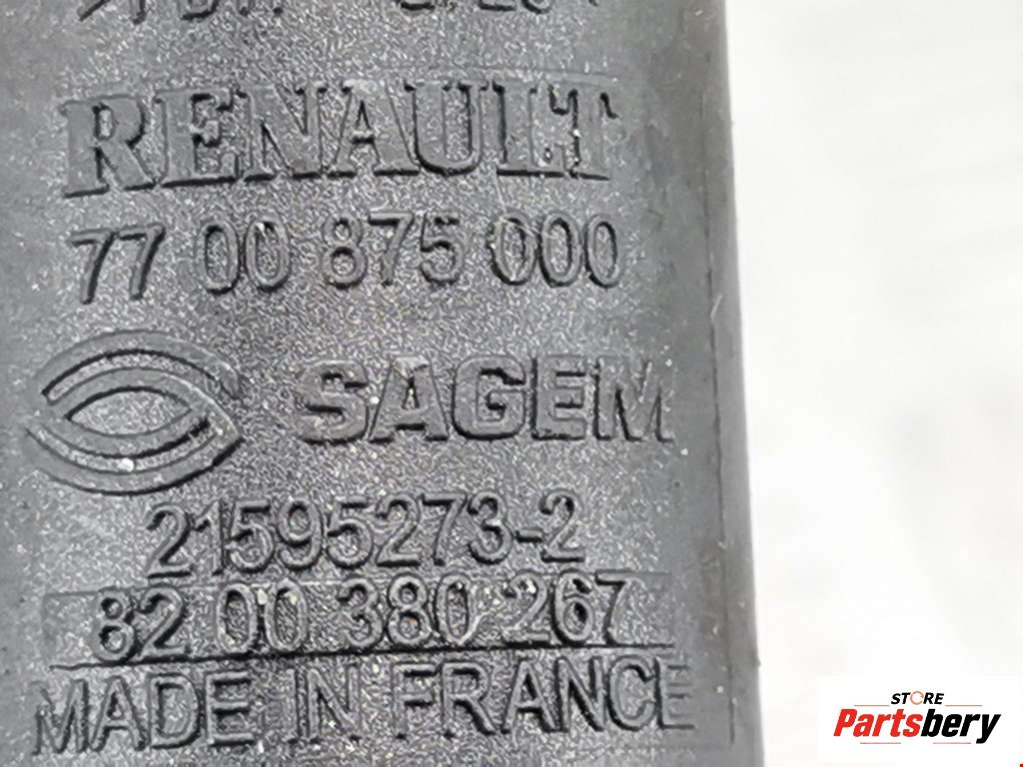 RENAULT
77 00 875 000
SAGEM
21595273-2
82 00 380 267
MADE IN FRANCE
STORE
Partsbery